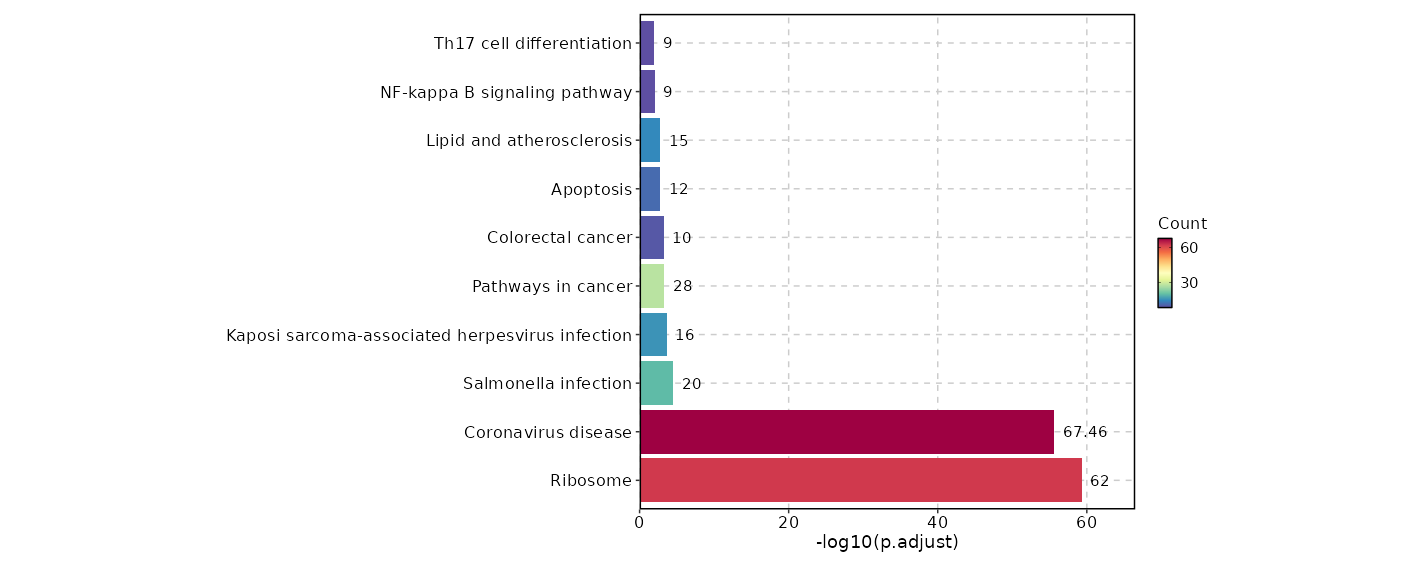 Th17 cell differentiation 9
NF-kappa B signaling pathway 9
Lipid and atherosclerosis 15
Apoptosis 12
Colorectal cancer 10
Pathways in cancer 28
Kaposi sarcoma-associated herpesvirus infection 16
Salmonella infection 20
Coronavirus disease 67.46
Ribosome 62
0 20 40 60
-log10(p.adjust)
Count
60
30